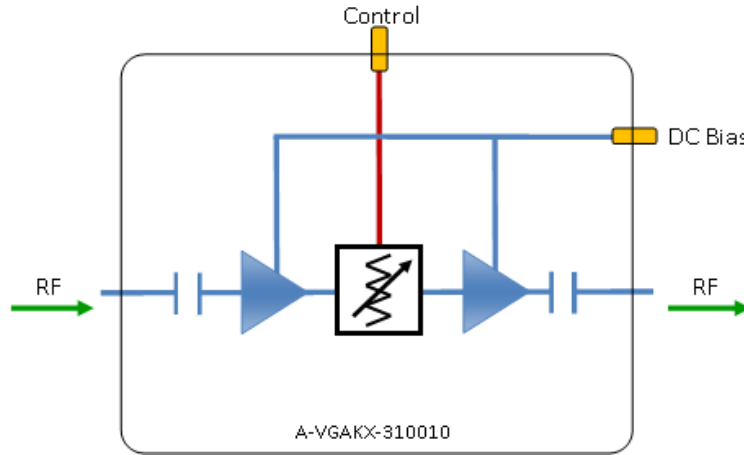 Control
DC Bias
RF
RF
A-VGAKX-310010